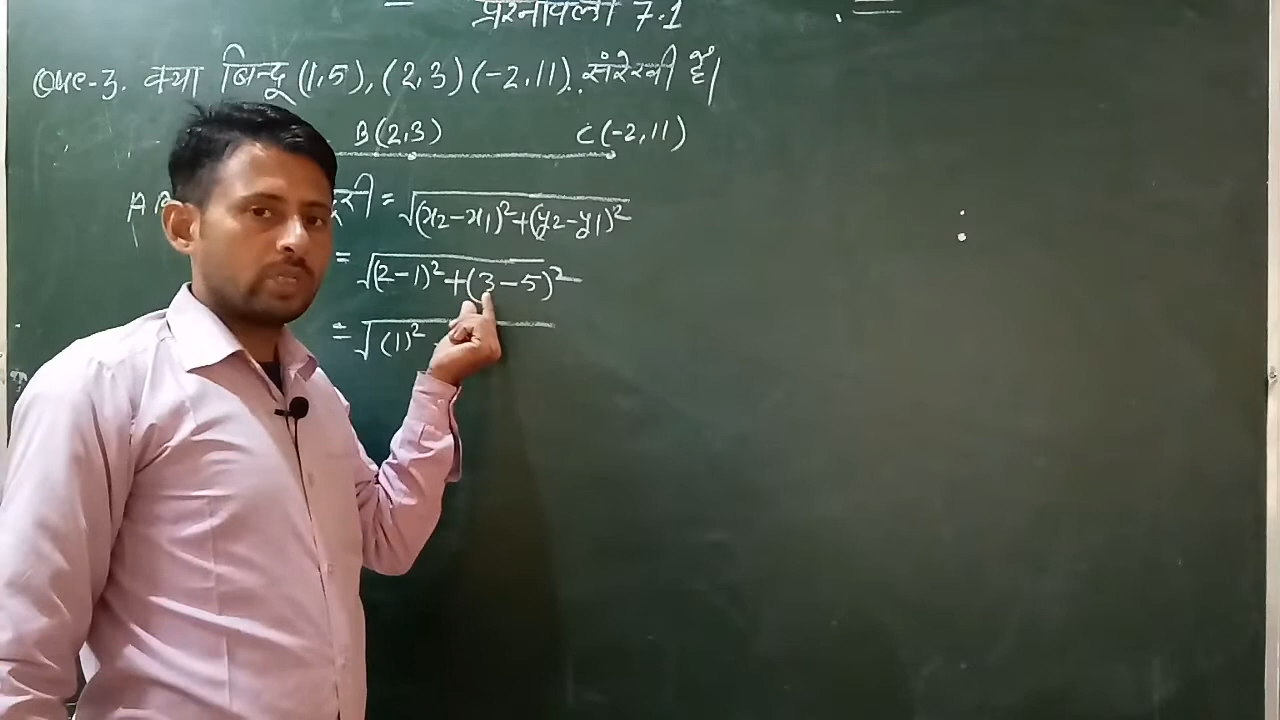 प्रश्नावली 7.1
Que-3. क्या बिन्दू (1,5), (2,3) (-2,11). संरेखी हैं।
B(2,3) C(-2,11)
AB = √(x₂-x₁)²+(y₂-y₁)²
= √(2-1)²+(3-5)²
= √(1)²